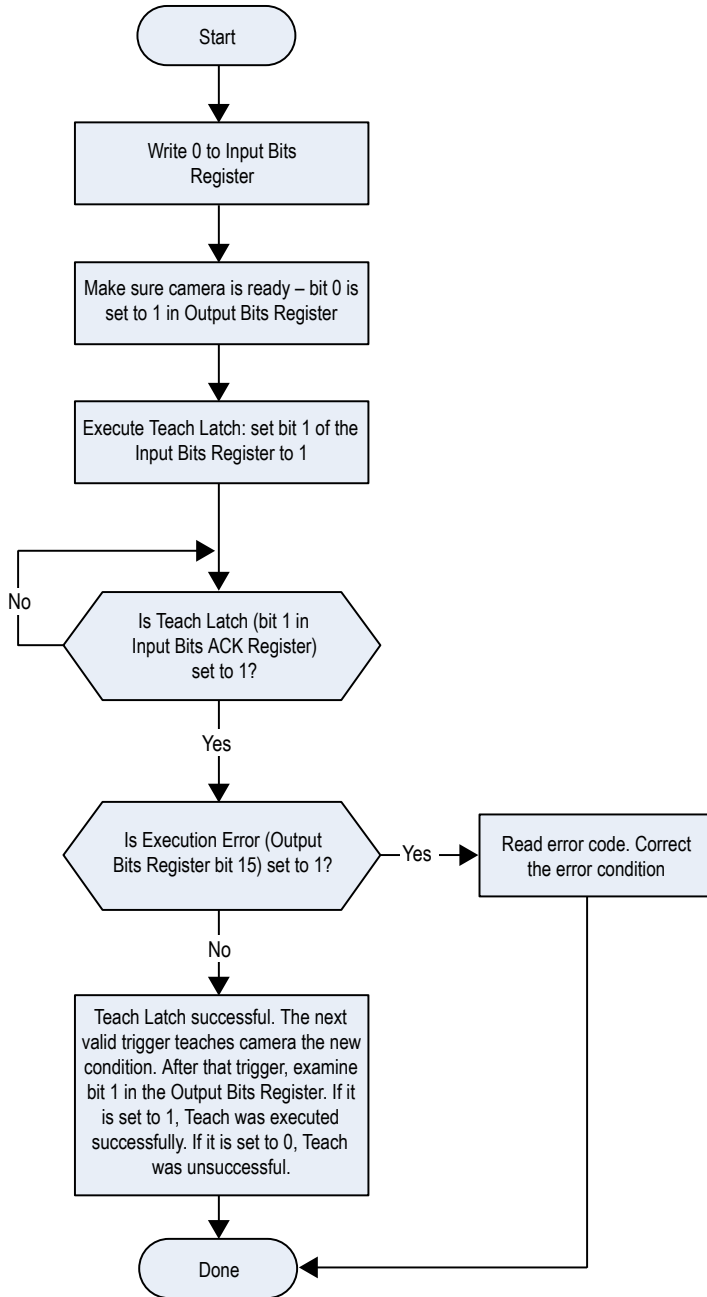 Start
Write 0 to Input Bits
Register
Make sure camera is ready – bit 0 is
set to 1 in Output Bits Register
Execute Teach Latch: set bit 1 of the
Input Bits Register to 1
No
Is Teach Latch (bit 1 in
Input Bits ACK Register)
set to 1?
Yes
Is Execution Error (Output
Bits Register bit 15) set to 1?
Yes
Read error code. Correct
the error condition
No
Teach Latch successful. The next
valid trigger teaches camera the new
condition. After that trigger, examine
bit 1 in the Output Bits Register. If it
is set to 1, Teach was executed
successfully. If it is set to 0, Teach
was unsuccessful.
Done